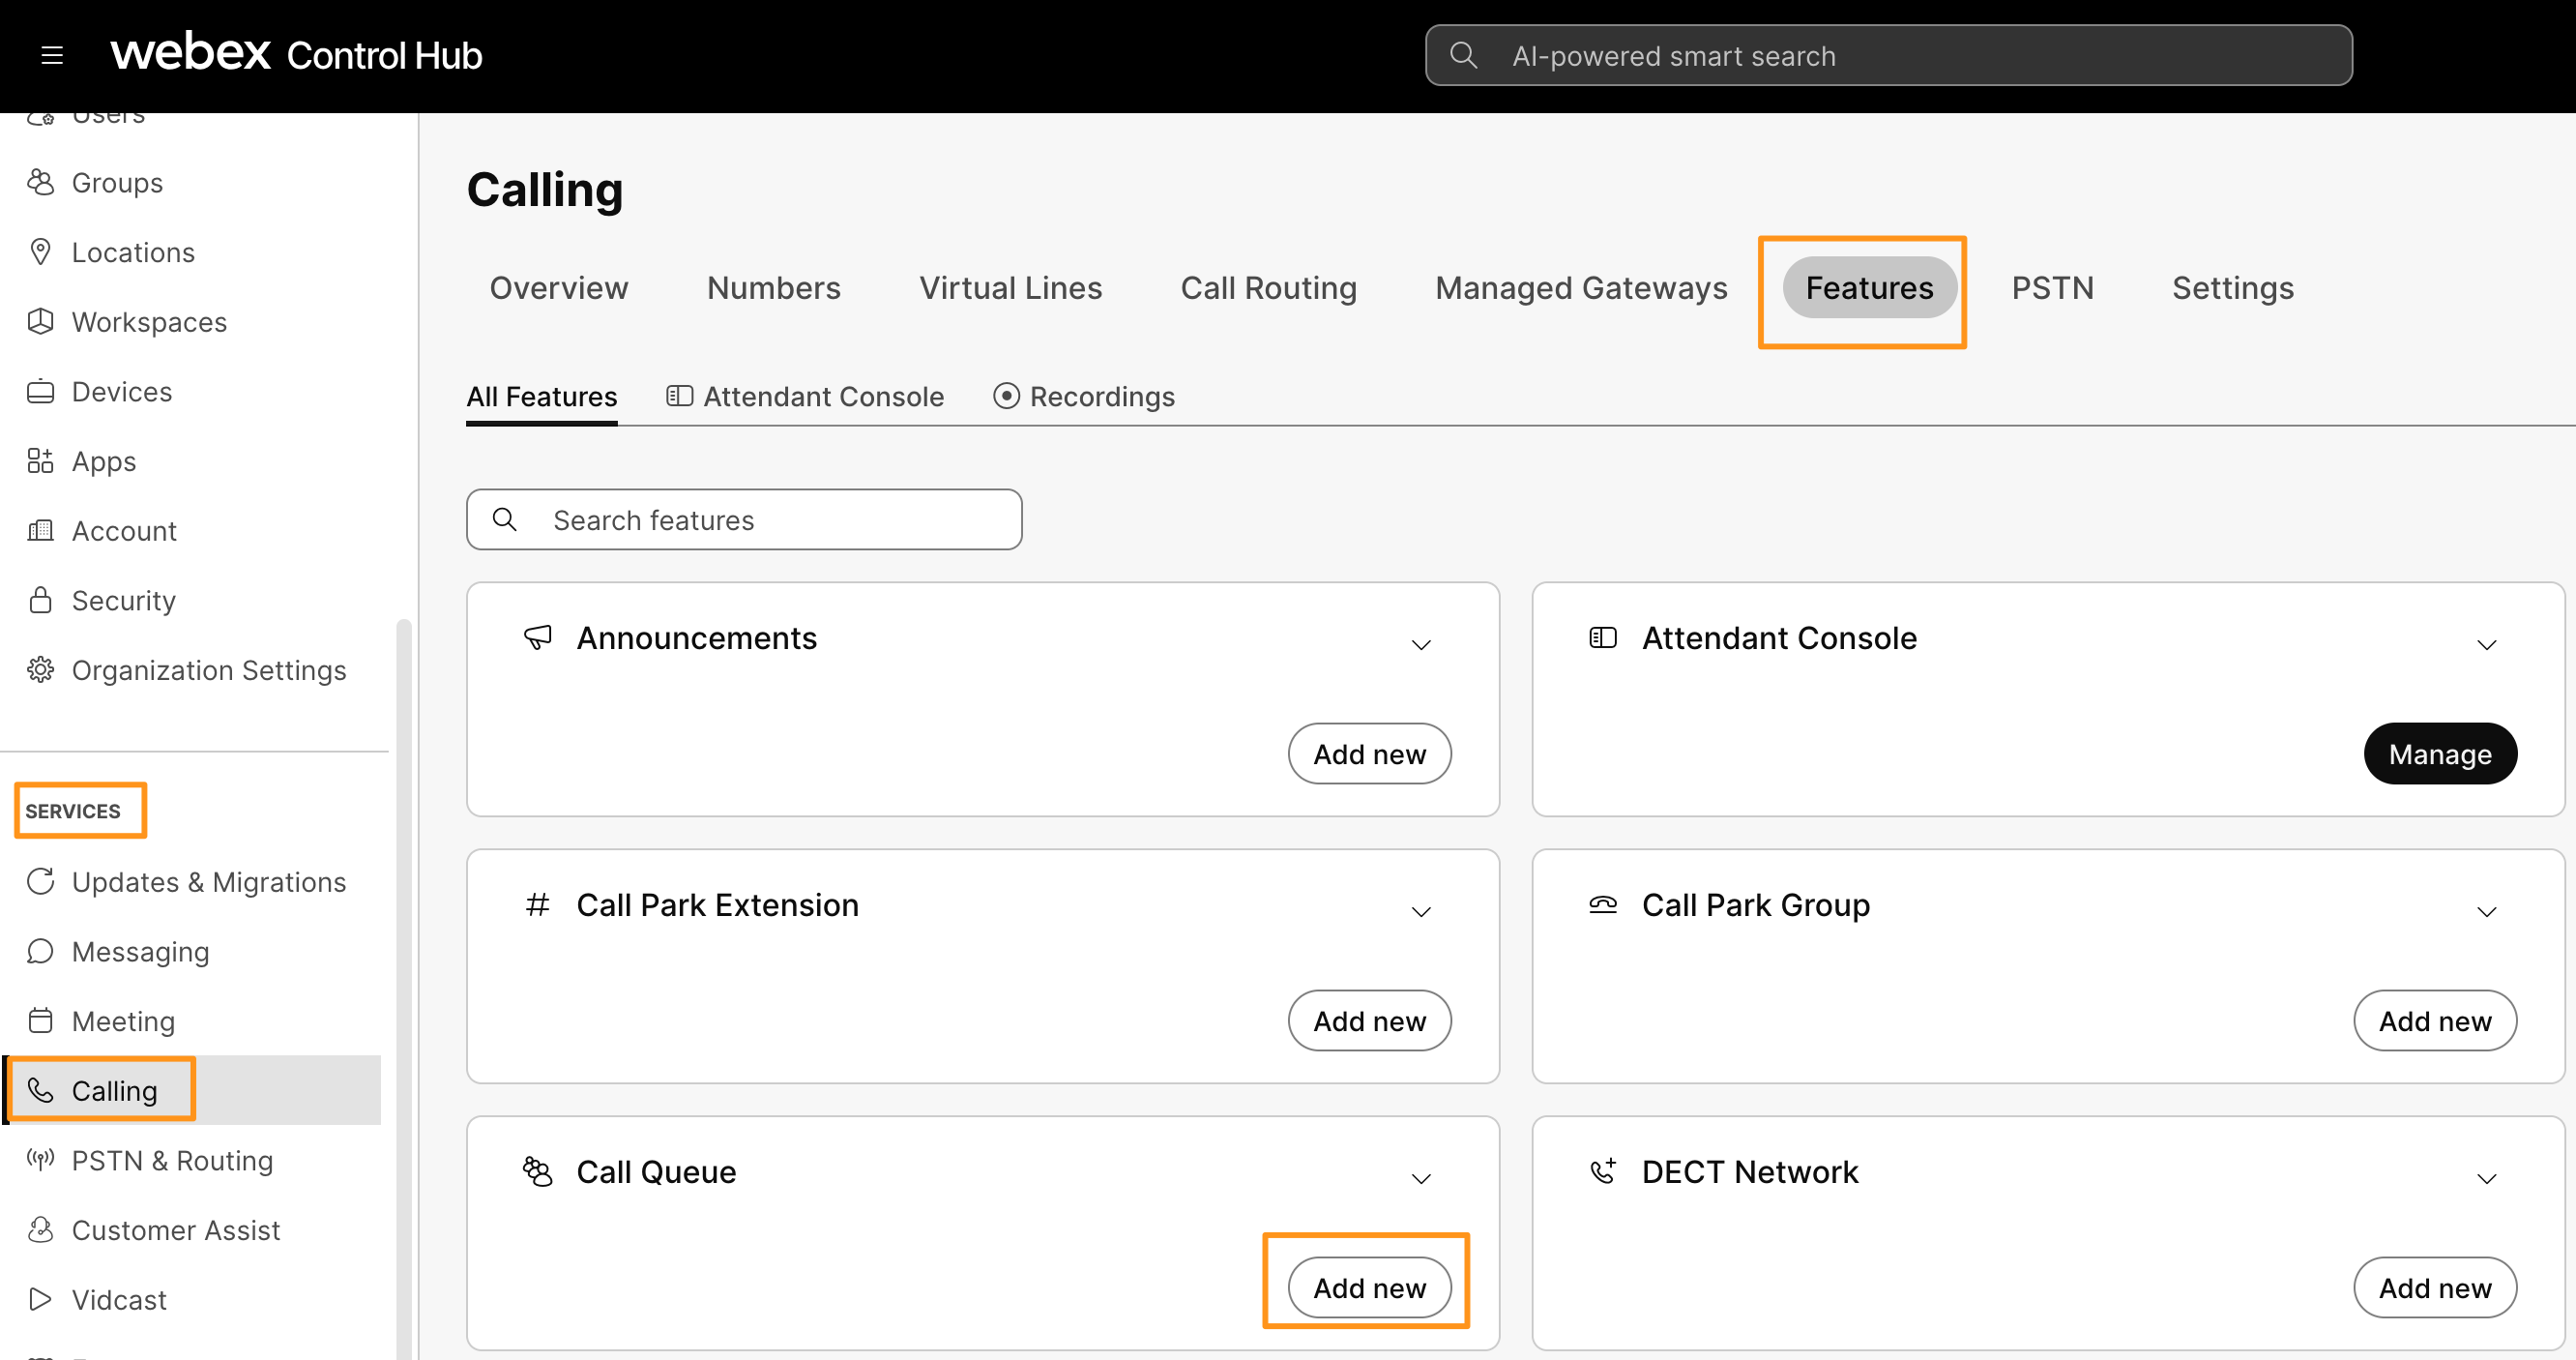 webex Control Hub
AI-powered smart search
Users
Groups
Locations
Workspaces
Devices
Apps
Account
Security
Organization Settings
SERVICES
Updates & Migrations
Messaging
Meeting
Calling
PSTN & Routing
Customer Assist
Vidcast
Calling
Overview Numbers Virtual Lines Call Routing Managed Gateways Features PSTN Settings
All Features Attendant Console Recordings
Search features
Announcements
Add new
Attendant Console
Manage
# Call Park Extension
Add new
Call Park Group
Add new
Call Queue
Add new
DECT Network
Add new